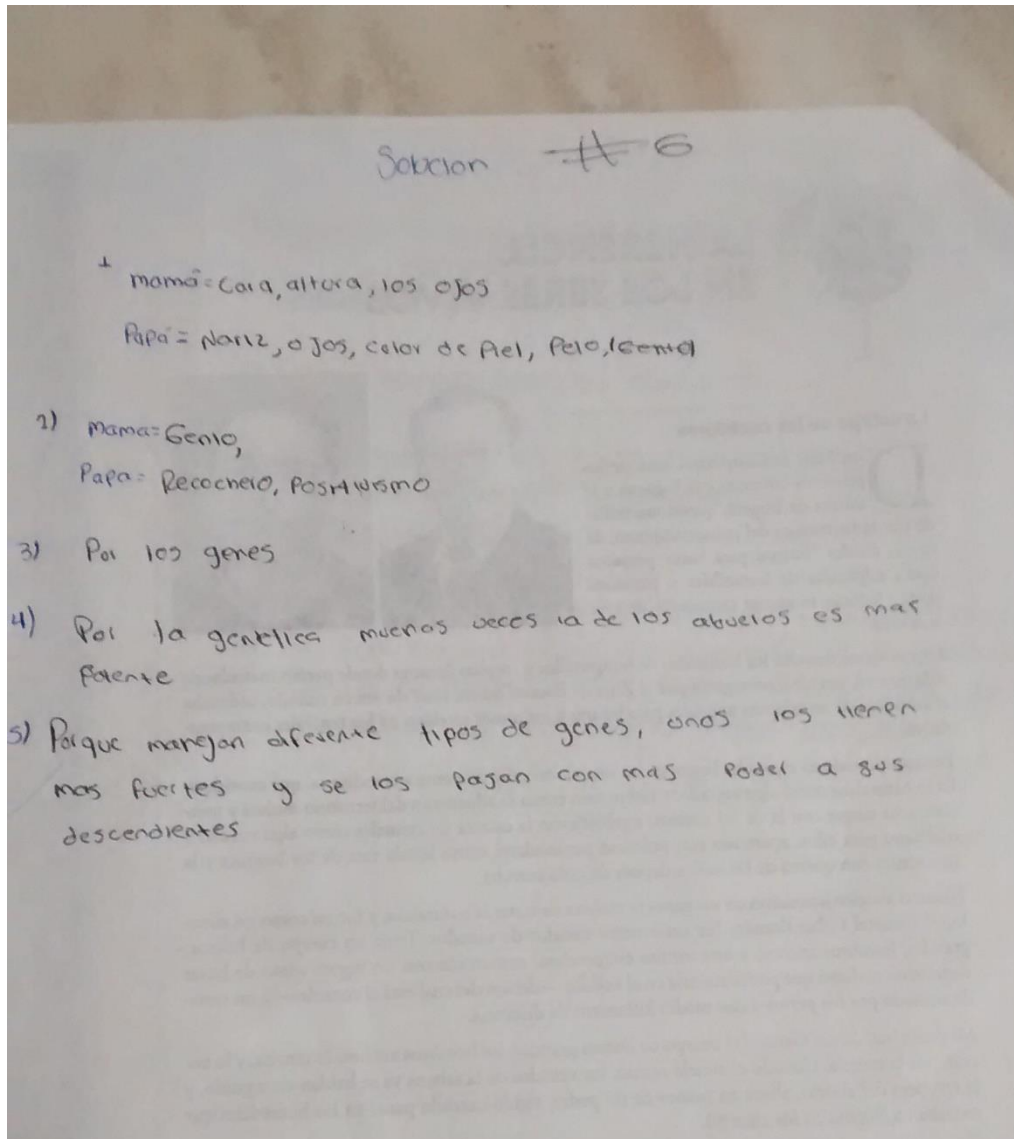 Solucion # 6
1 mamá = Cara, altura, los ojos
Papá = Nariz, ojos, color de Piel, Pelo,
2) mama = Genio,
Papa = Recochero, Positivismo
3) Por los genes
4) Por la genetica muchas veces la de los abuelos es mas
Potente
5) Porque manejan diferente tipos de genes, unos los tienen
mas fuertes y se los pasan con mas Poder a sus
descendientes